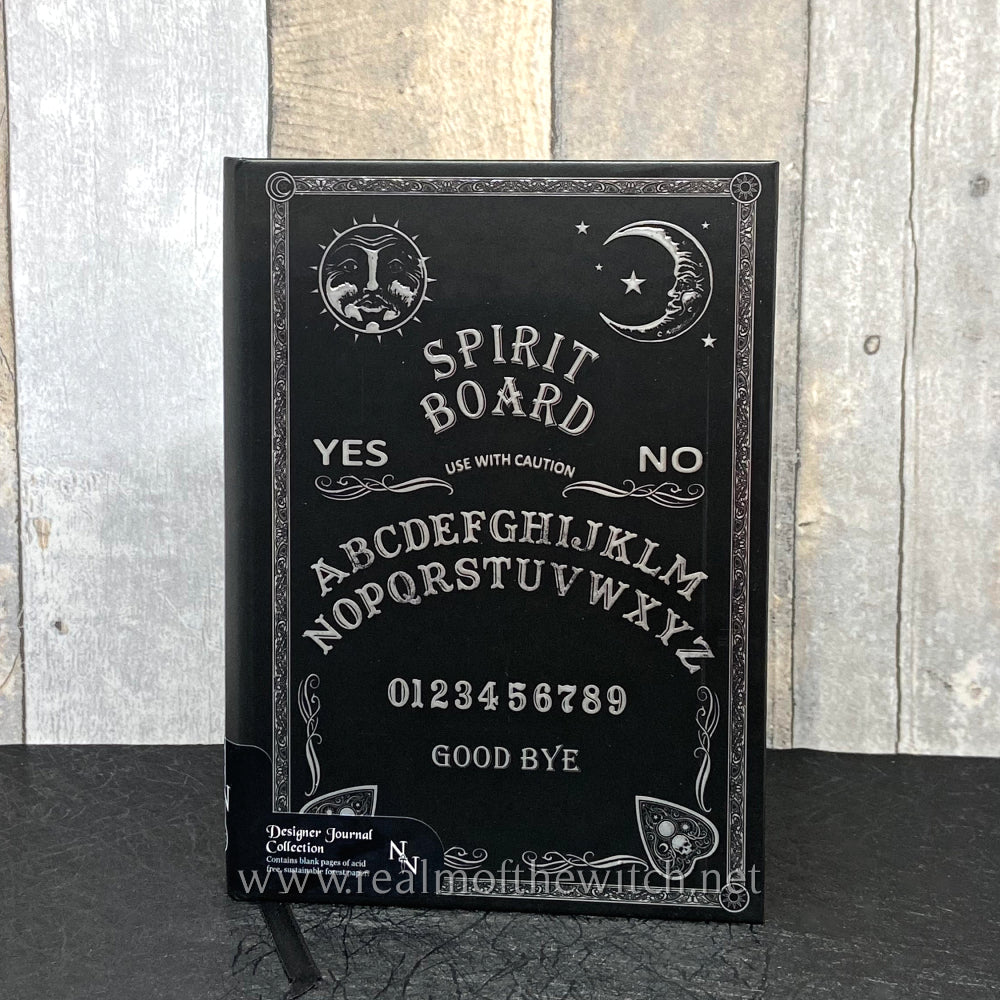 SPIRIT
BOARD
YES
NO
USE WITH CAUTION
ABCDEFGHIJKLM
NOPQRSTUVWXYZ
0123456789
GOOD BYE
Designer Journal
Collection
Contains blank pages of acid
free, sustainable forest paper
N
N
www.realmofthewitch.net